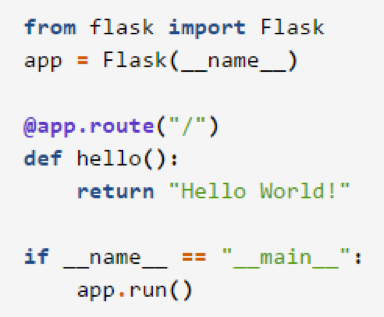 from flask import Flask
app = Flask(__name__)
@app.route("/")
def hello():
    return "Hello World!"
if __name__ == "__main__":
    app.run()